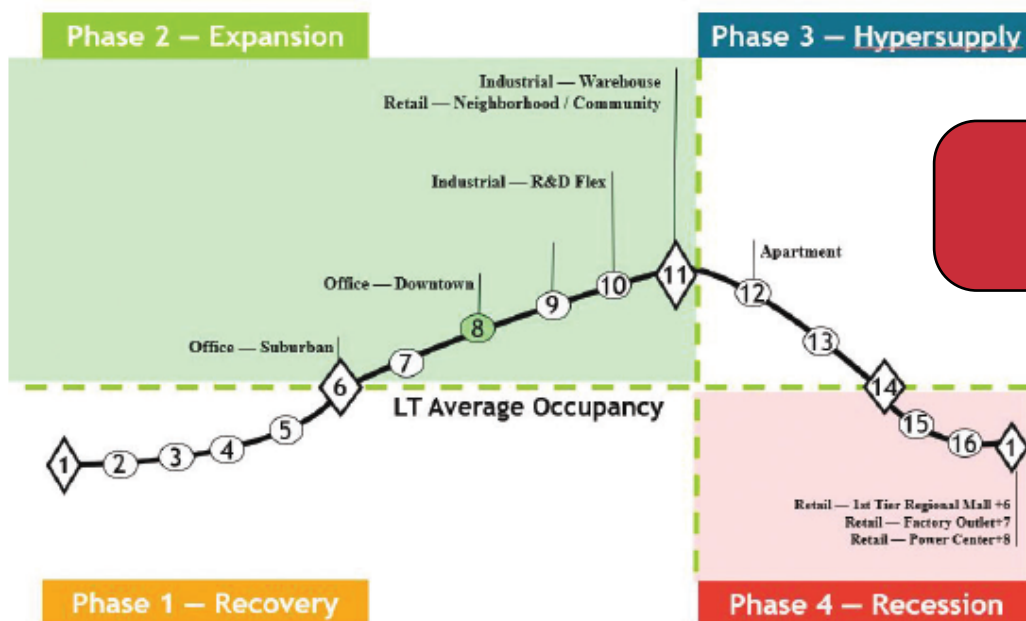 Phase 2 — Expansion
Phase 3 — Hypersupply
Industrial — Warehouse
Retail — Neighborhood / Community
Industrial — R&D Flex
Apartment
Office — Downtown
Office — Suburban
1
2
3
4
5
6
7
8
9
10
11
12
13
14
15
16
1
LT Average Occupancy
Retail — 1st Tier Regional Mall +6
Retail — Factory Outlet+7
Retail — Power Center+8
Phase 1 — Recovery
Phase 4 — Recession